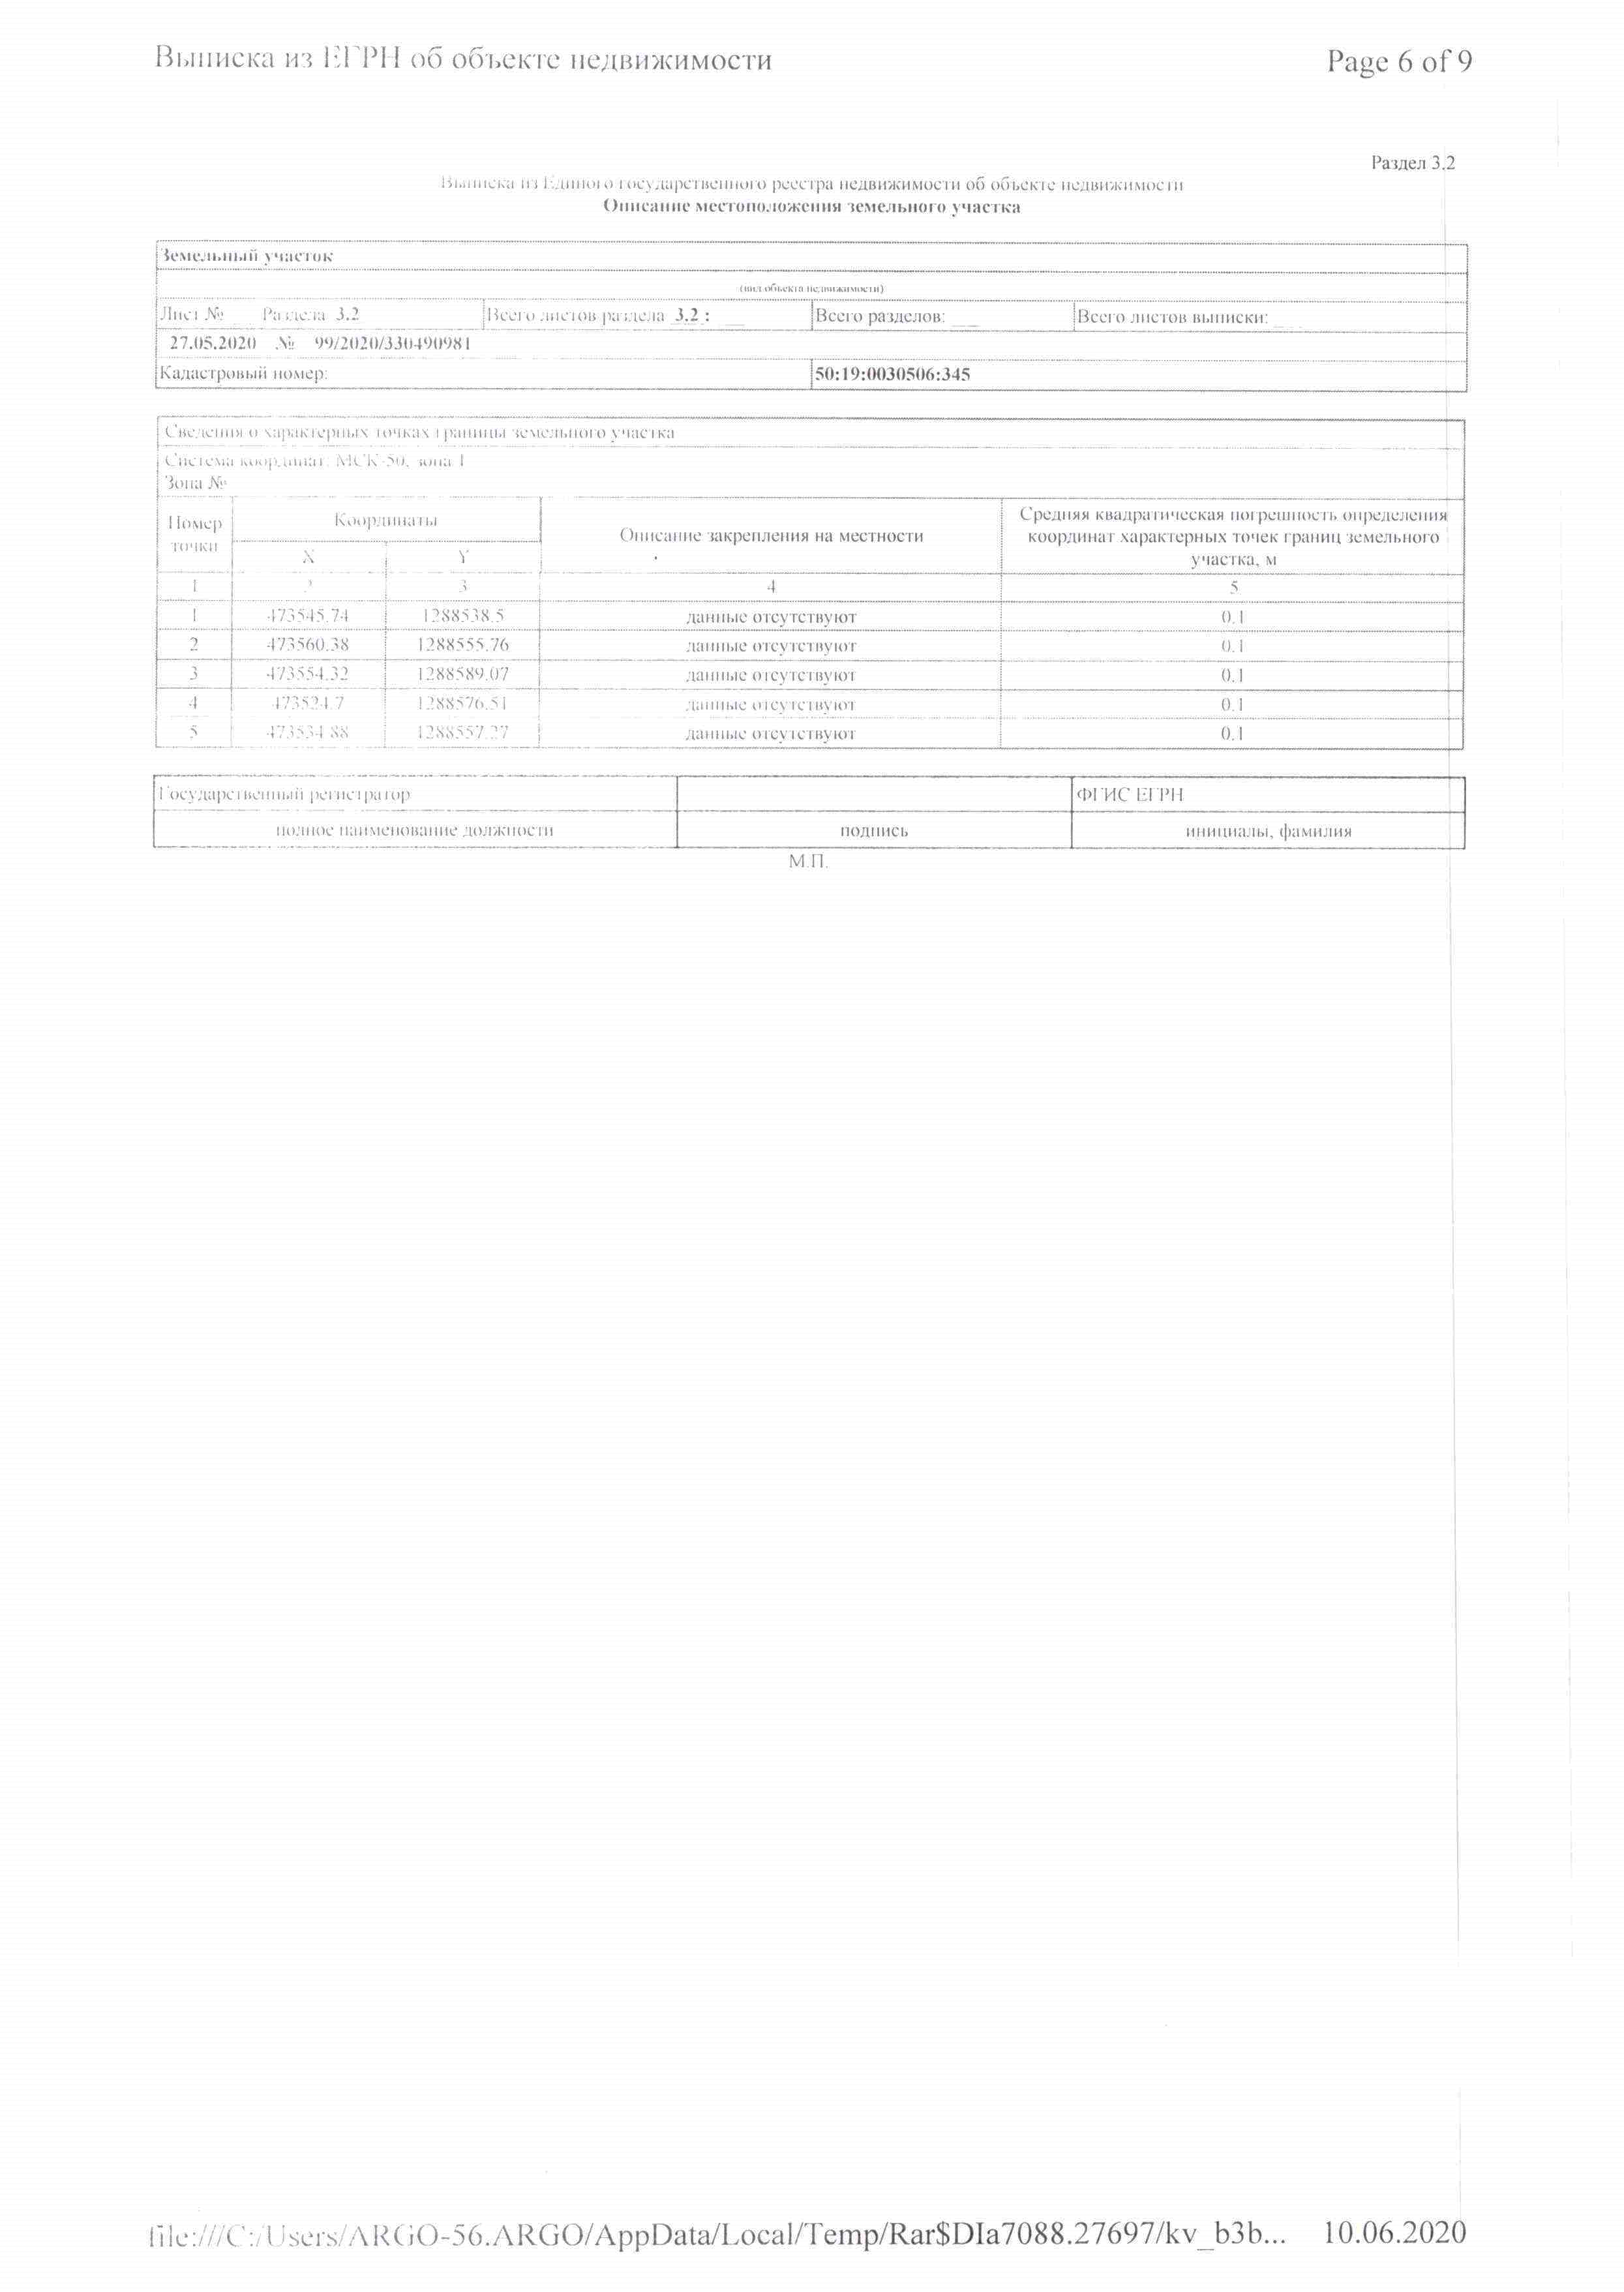 Выписка из ЕГРН об объекте недвижимости Page 6 of 9
Раздел 3.2
Выписка из Единого государственного реестра недвижимости об объекте недвижимости
Описание местоположения земельного участка
Земельный участок
(вид объекта недвижимости)
Лист № ___ Раздела 3.2 Всего листов раздела 3.2 : ___ Всего разделов: ___ Всего листов выписки: ___
27.05.2020 № 99/2020/330490981
Кадастровый номер: 50:19:0030506:345
Сведения о характерных точках границы земельного участка
Система координат: МСК-50, зона 1
Зона №
Номер точки Координаты Описание закрепления на местности Средняя квадратическая погрешность определения координат характерных точек границ земельного участка, м
X Y
1 2 3 4 5
1 473545.74 1288538.5 данные отсутствуют 0.1
2 473560.38 1288555.76 данные отсутствуют 0.1
3 473554.32 1288589.07 данные отсутствуют 0.1
4 473524.7 1288576.51 данные отсутствуют 0.1
5 473534.88 1288557.27 данные отсутствуют 0.1
Государственный регистратор ФГИС ЕГРН
полное наименование должности подпись инициалы, фамилия
М.П.
file:///C:/Users/ARGO-56.ARGO/AppData/Local/Temp/Rar$DIa7088.27697/kv_b3b... 10.06.2020